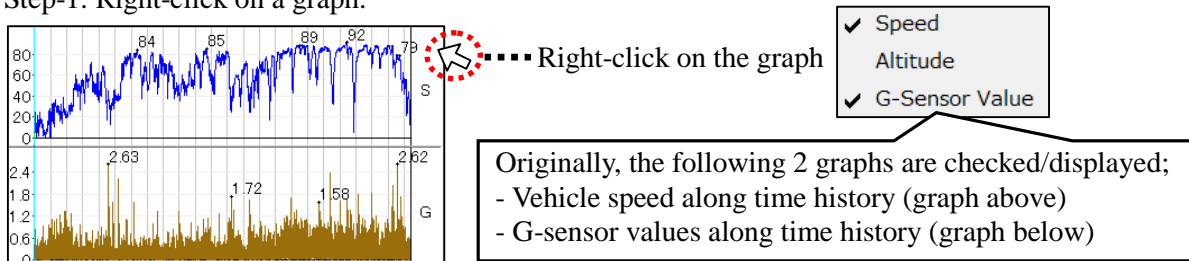 Step-1: Right-click on a graph.
84
85
89
92
79
80
60
40
20
0
S
Right-click on the graph
✓ Speed
Altitude
✓ G-Sensor Value
2.63
2.62
1.72
1.58
2.4
1.8
1.2
0.6
0
G
Originally, the following 2 graphs are checked/displayed;
- Vehicle speed along time history (graph above)
- G-sensor values along time history (graph below)